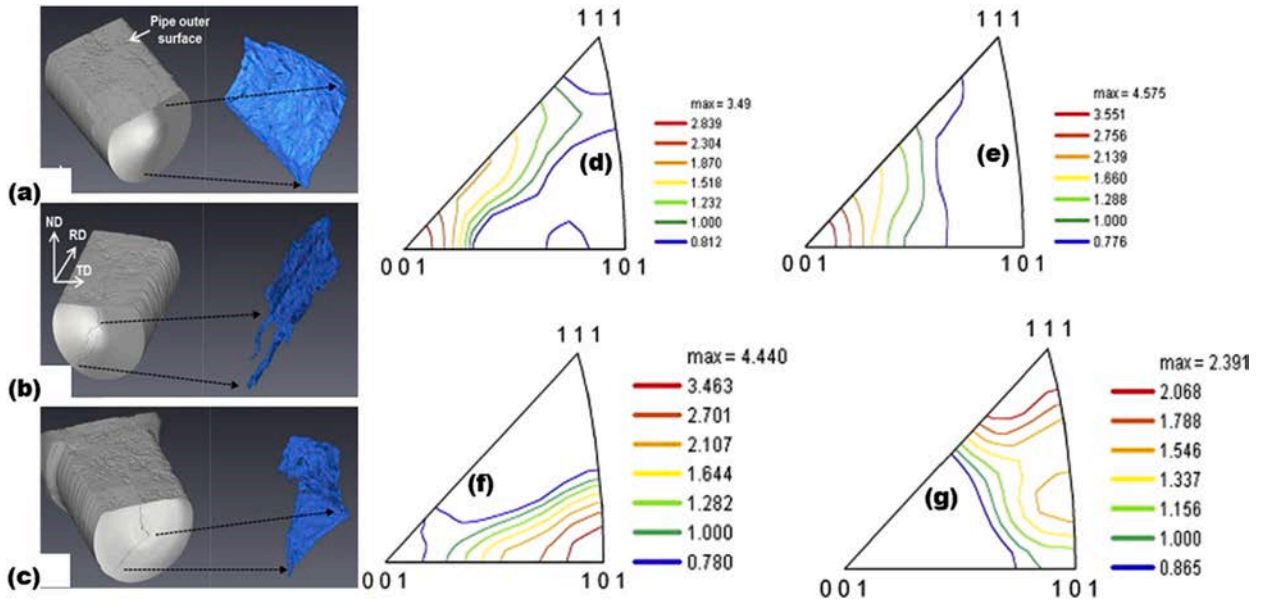 Pipe outer
surface
(a)
ND
RD
TD
(b)
(c)
1 1 1
(d)
0 0 1
1 0 1
max = 3.49
2.839
2.304
1.870
1.518
1.232
1.000
0.812
1 1 1
(e)
0 0 1
1 0 1
max = 4.575
3.551
2.756
2.139
1.660
1.288
1.000
0.776
1 1 1
(f)
0 0 1
1 0 1
max = 4.440
3.463
2.701
2.107
1.644
1.282
1.000
0.780
1 1 1
(g)
0 0 1
1 0 1
max = 2.391
2.068
1.788
1.546
1.337
1.156
1.000
0.865